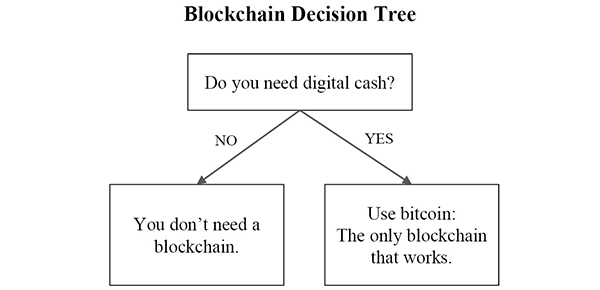 Blockchain Decision Tree
Do you need digital cash?
NO
YES
You don’t need a
blockchain.
Use bitcoin:
The only blockchain
that works.